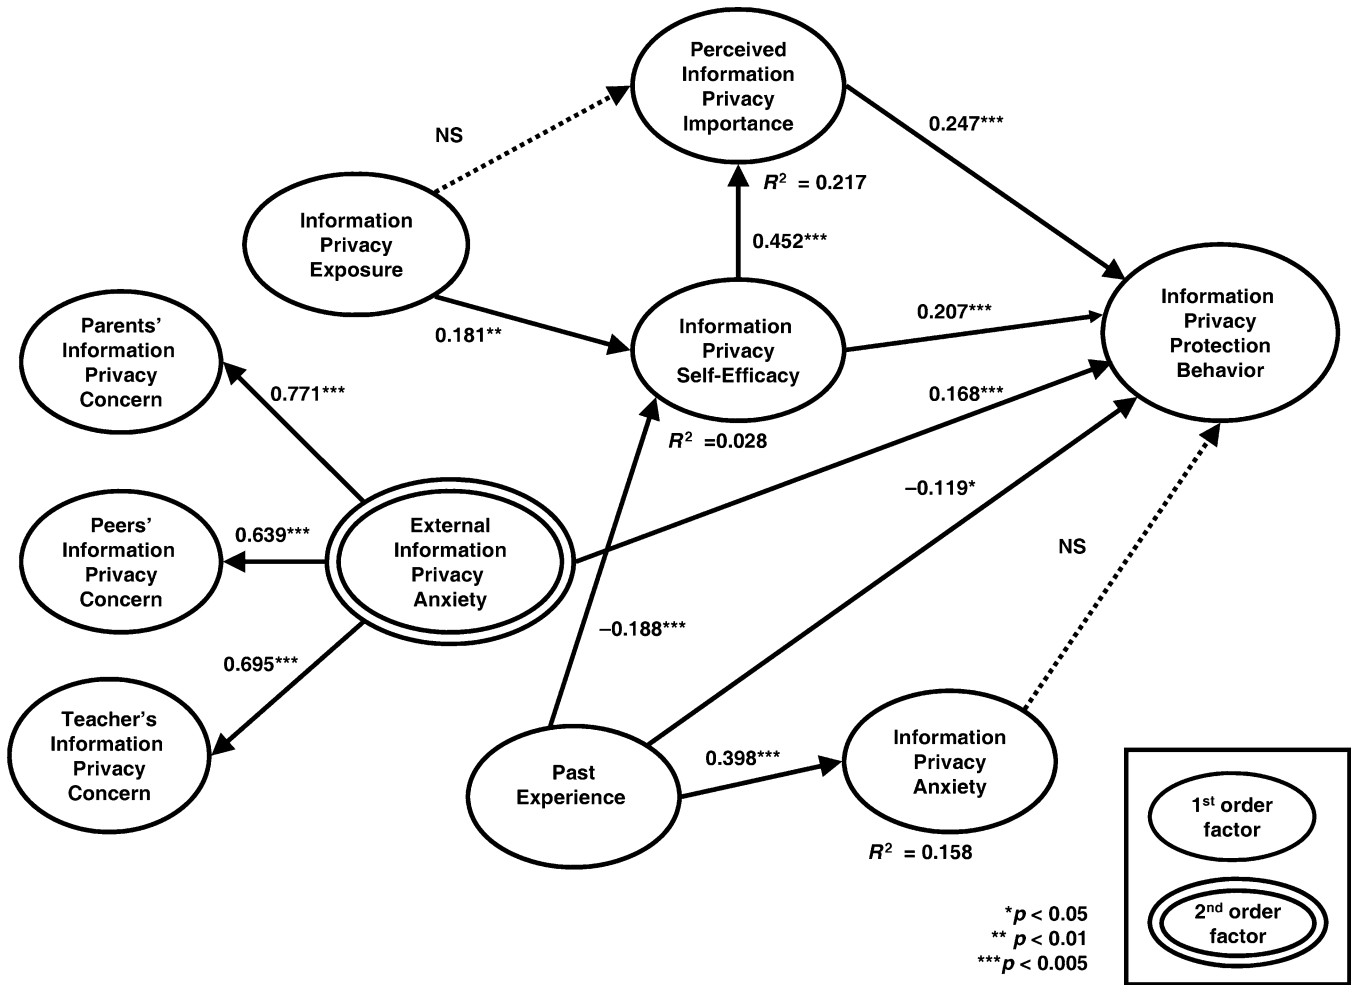 Perceived
Information
Privacy
Importance
0.247***
NS
R² = 0.217
Information
Privacy
Exposure
0.452***
Information
Privacy
Protection
Behavior
0.181**
Information
Privacy
Self-Efficacy
0.207***
Parents’
Information
Privacy
Concern
0.771***
0.168***
R² =0.028
−0.119*
Peers’
Information
Privacy
Concern
0.639***
External
Information
Privacy
Anxiety
NS
−0.188***
0.695***
Teacher’s
Information
Privacy
Concern
Past
Experience
0.398***
Information
Privacy
Anxiety
R² = 0.158
1st order
factor
2nd order
factor
*p < 0.05
** p < 0.01
***p < 0.005